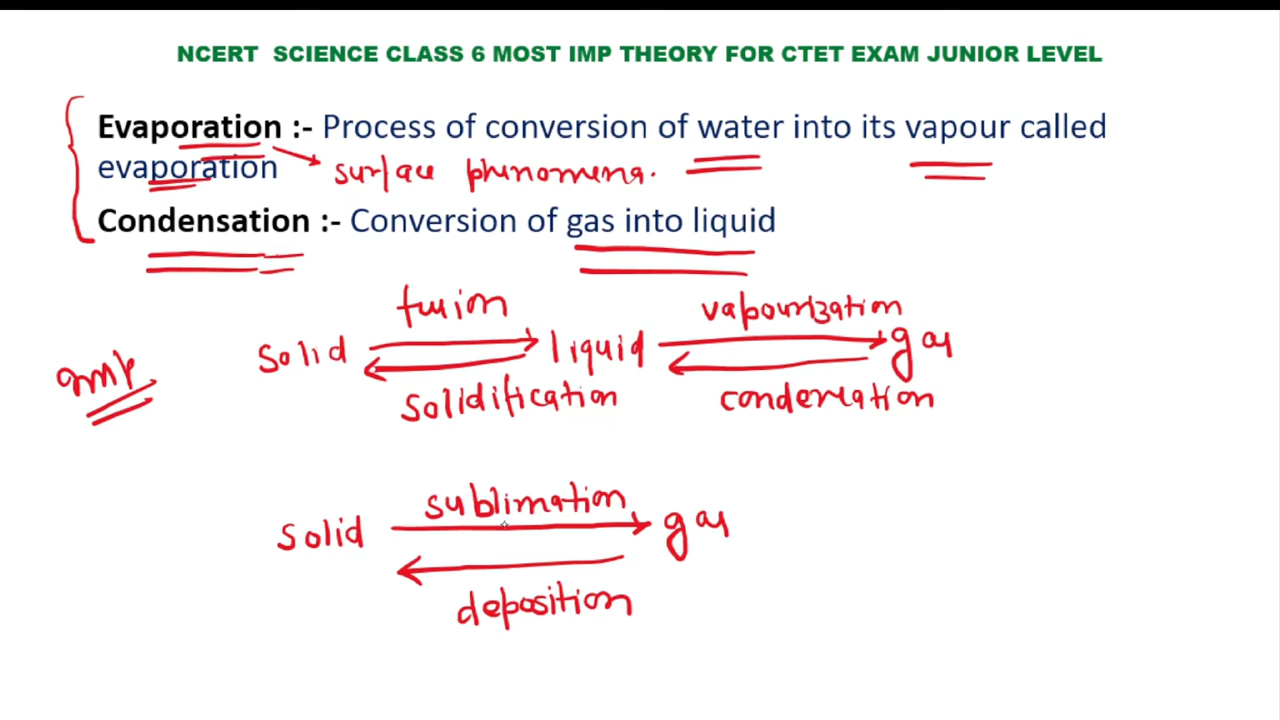 NCERT SCIENCE CLASS 6 MOST IMP THEORY FOR CTET EXAM JUNIOR LEVEL
Evaporation :- Process of conversion of water into its vapour called
evaporation surface phenomena.
Condensation :- Conversion of gas into liquid
fusion vapourization
solid liquid gas
Imp
solidification condensation
sublimation
solid gas
deposition